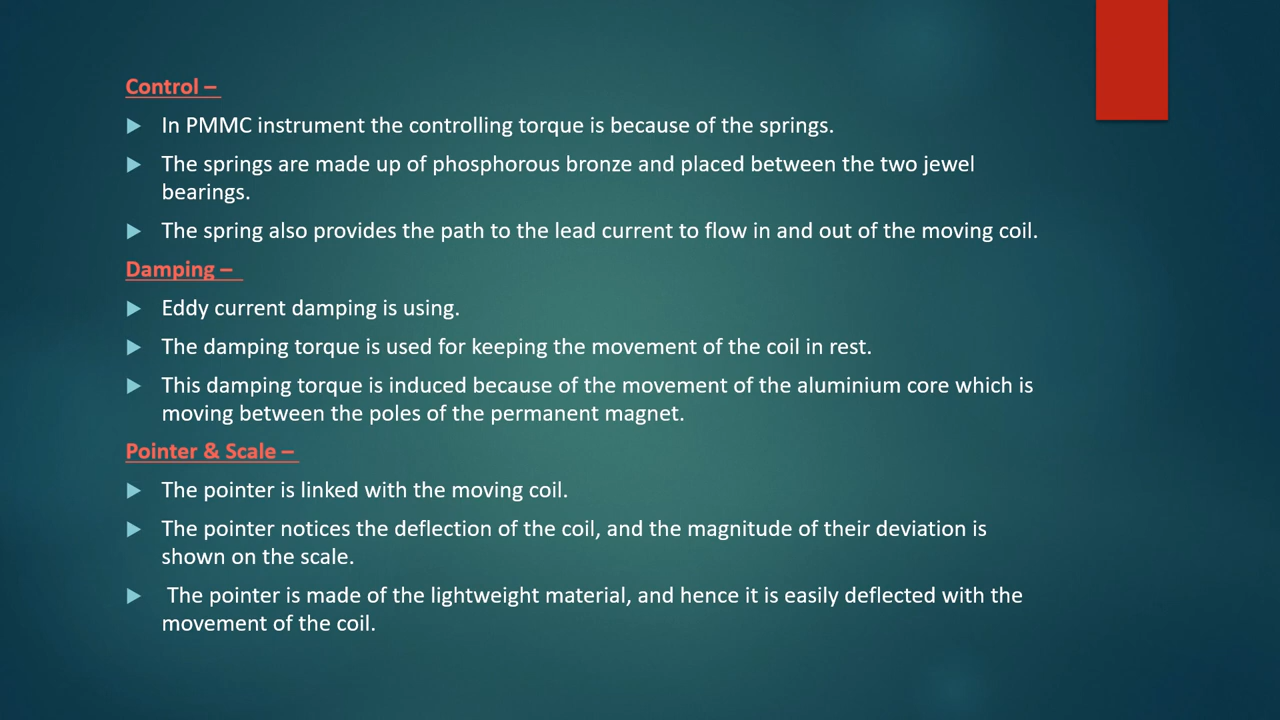 Control –
In PMMC instrument the controlling torque is because of the springs.
The springs are made up of phosphorous bronze and placed between the two jewel
bearings.
The spring also provides the path to the lead current to flow in and out of the moving coil.
Damping –
Eddy current damping is using.
The damping torque is used for keeping the movement of the coil in rest.
This damping torque is induced because of the movement of the aluminium core which is
moving between the poles of the permanent magnet.
Pointer & Scale –
The pointer is linked with the moving coil.
The pointer notices the deflection of the coil, and the magnitude of their deviation is
shown on the scale.
The pointer is made of the lightweight material, and hence it is easily deflected with the
movement of the coil.